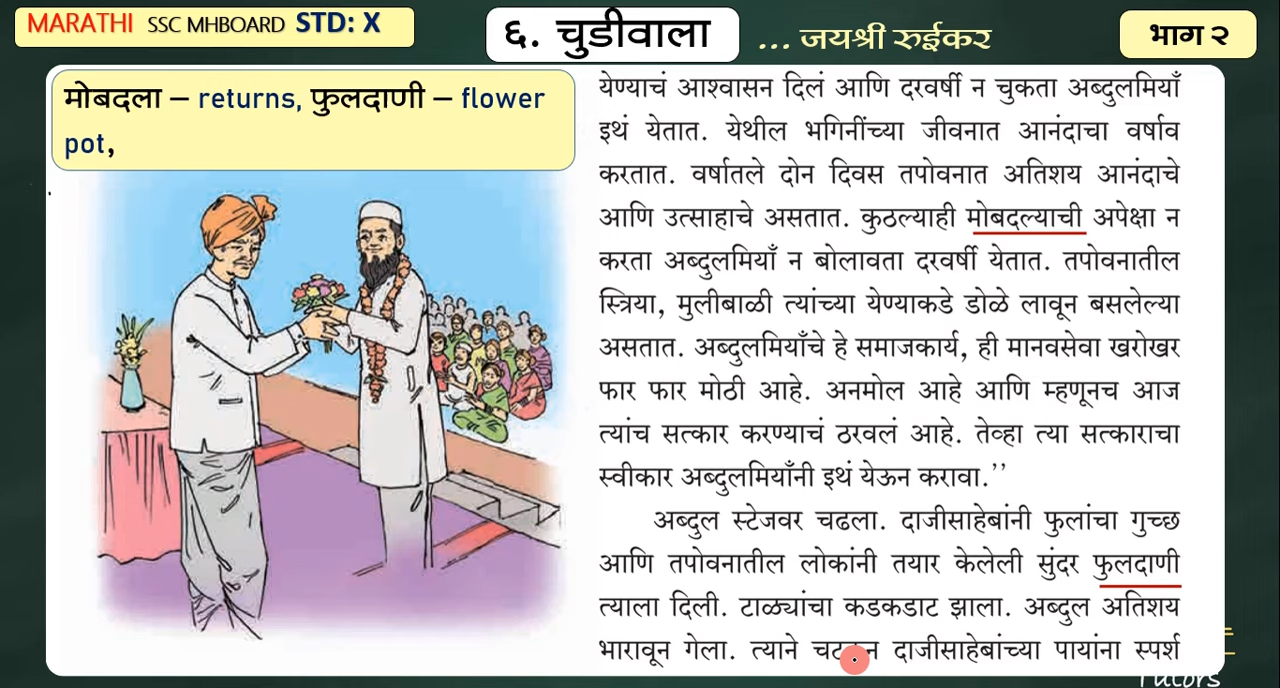 MARATHI SSC MHBOARD STD: X
६. चुडीवाला
... जयश्री रुईकर
भाग २
मोबदला – returns, फुलदाणी – flower
pot,
येण्याचं आश्वासन दिलं आणि दरवर्षी न चुकता अब्दुलमियाँ
इथं येतात. येथील भगिनींच्या जीवनात आनंदाचा वर्षाव
करतात. वर्षातले दोन दिवस तपोवनात अतिशय आनंदाचे
आणि उत्साहाचे असतात. कुठल्याही मोबदल्याची अपेक्षा न
करता अब्दुलमियाँ न बोलावता दरवर्षी येतात. तपोवनातील
स्त्रिया, मुलीबाळी त्यांच्या येण्याकडे डोळे लावून बसलेल्या
असतात. अब्दुलमियाँचे हे समाजकार्य, ही मानवसेवा खरोखर
फार फार मोठी आहे. अनमोल आहे आणि म्हणूनच आज
त्यांच सत्कार करण्याचं ठरवलं आहे. तेव्हा त्या सत्काराचा
स्वीकार अब्दुलमियाँनी इथं येऊन करावा.’’
अब्दुल स्टेजवर चढला. दाजीसाहेबांनी फुलांचा गुच्छ
आणि तपोवनातील लोकांनी तयार केलेली सुंदर फुलदाणी
त्याला दिली. टाळ्यांचा कडकडाट झाला. अब्दुल अतिशय
भारावून गेला. त्याने दाजीसाहेबांच्या पायांना स्पर्श
Tutors